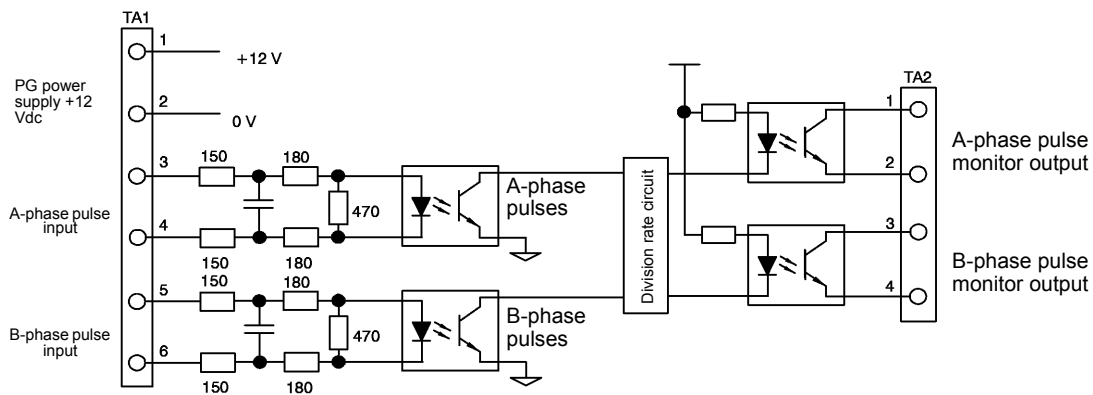 TA1
1
+12 V
PG power
supply +12
Vdc
2
0 V
3
150
180
A-phase pulse
input
470
4
150
180
A-phase
pulses
5
150
180
B-phase pulse
input
470
6
150
180
B-phase
pulses
Division rate circuit
TA2
1
2
A-phase pulse
monitor output
3
4
B-phase pulse
monitor output